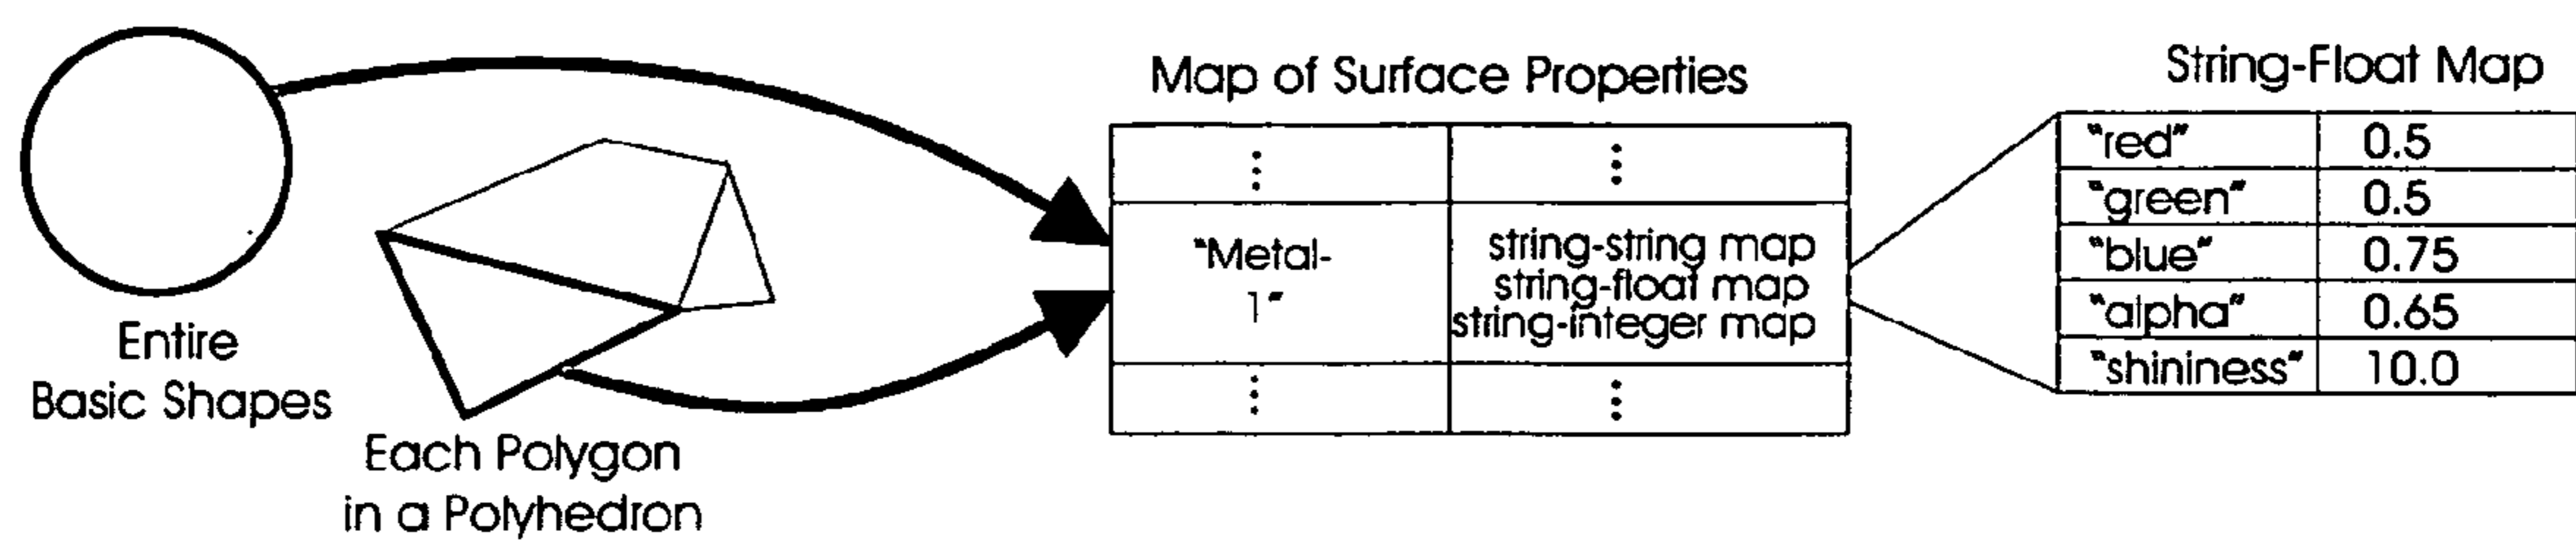 Entire
Basic Shapes
Each Polygon
in a Polyhedron
Map of Surface Properties
"Metal-
1"
string-string map
string-float map
string-integer map
String-Float Map
"red" 0.5
"green" 0.5
"blue" 0.75
"alpha" 0.65
"shininess" 10.0